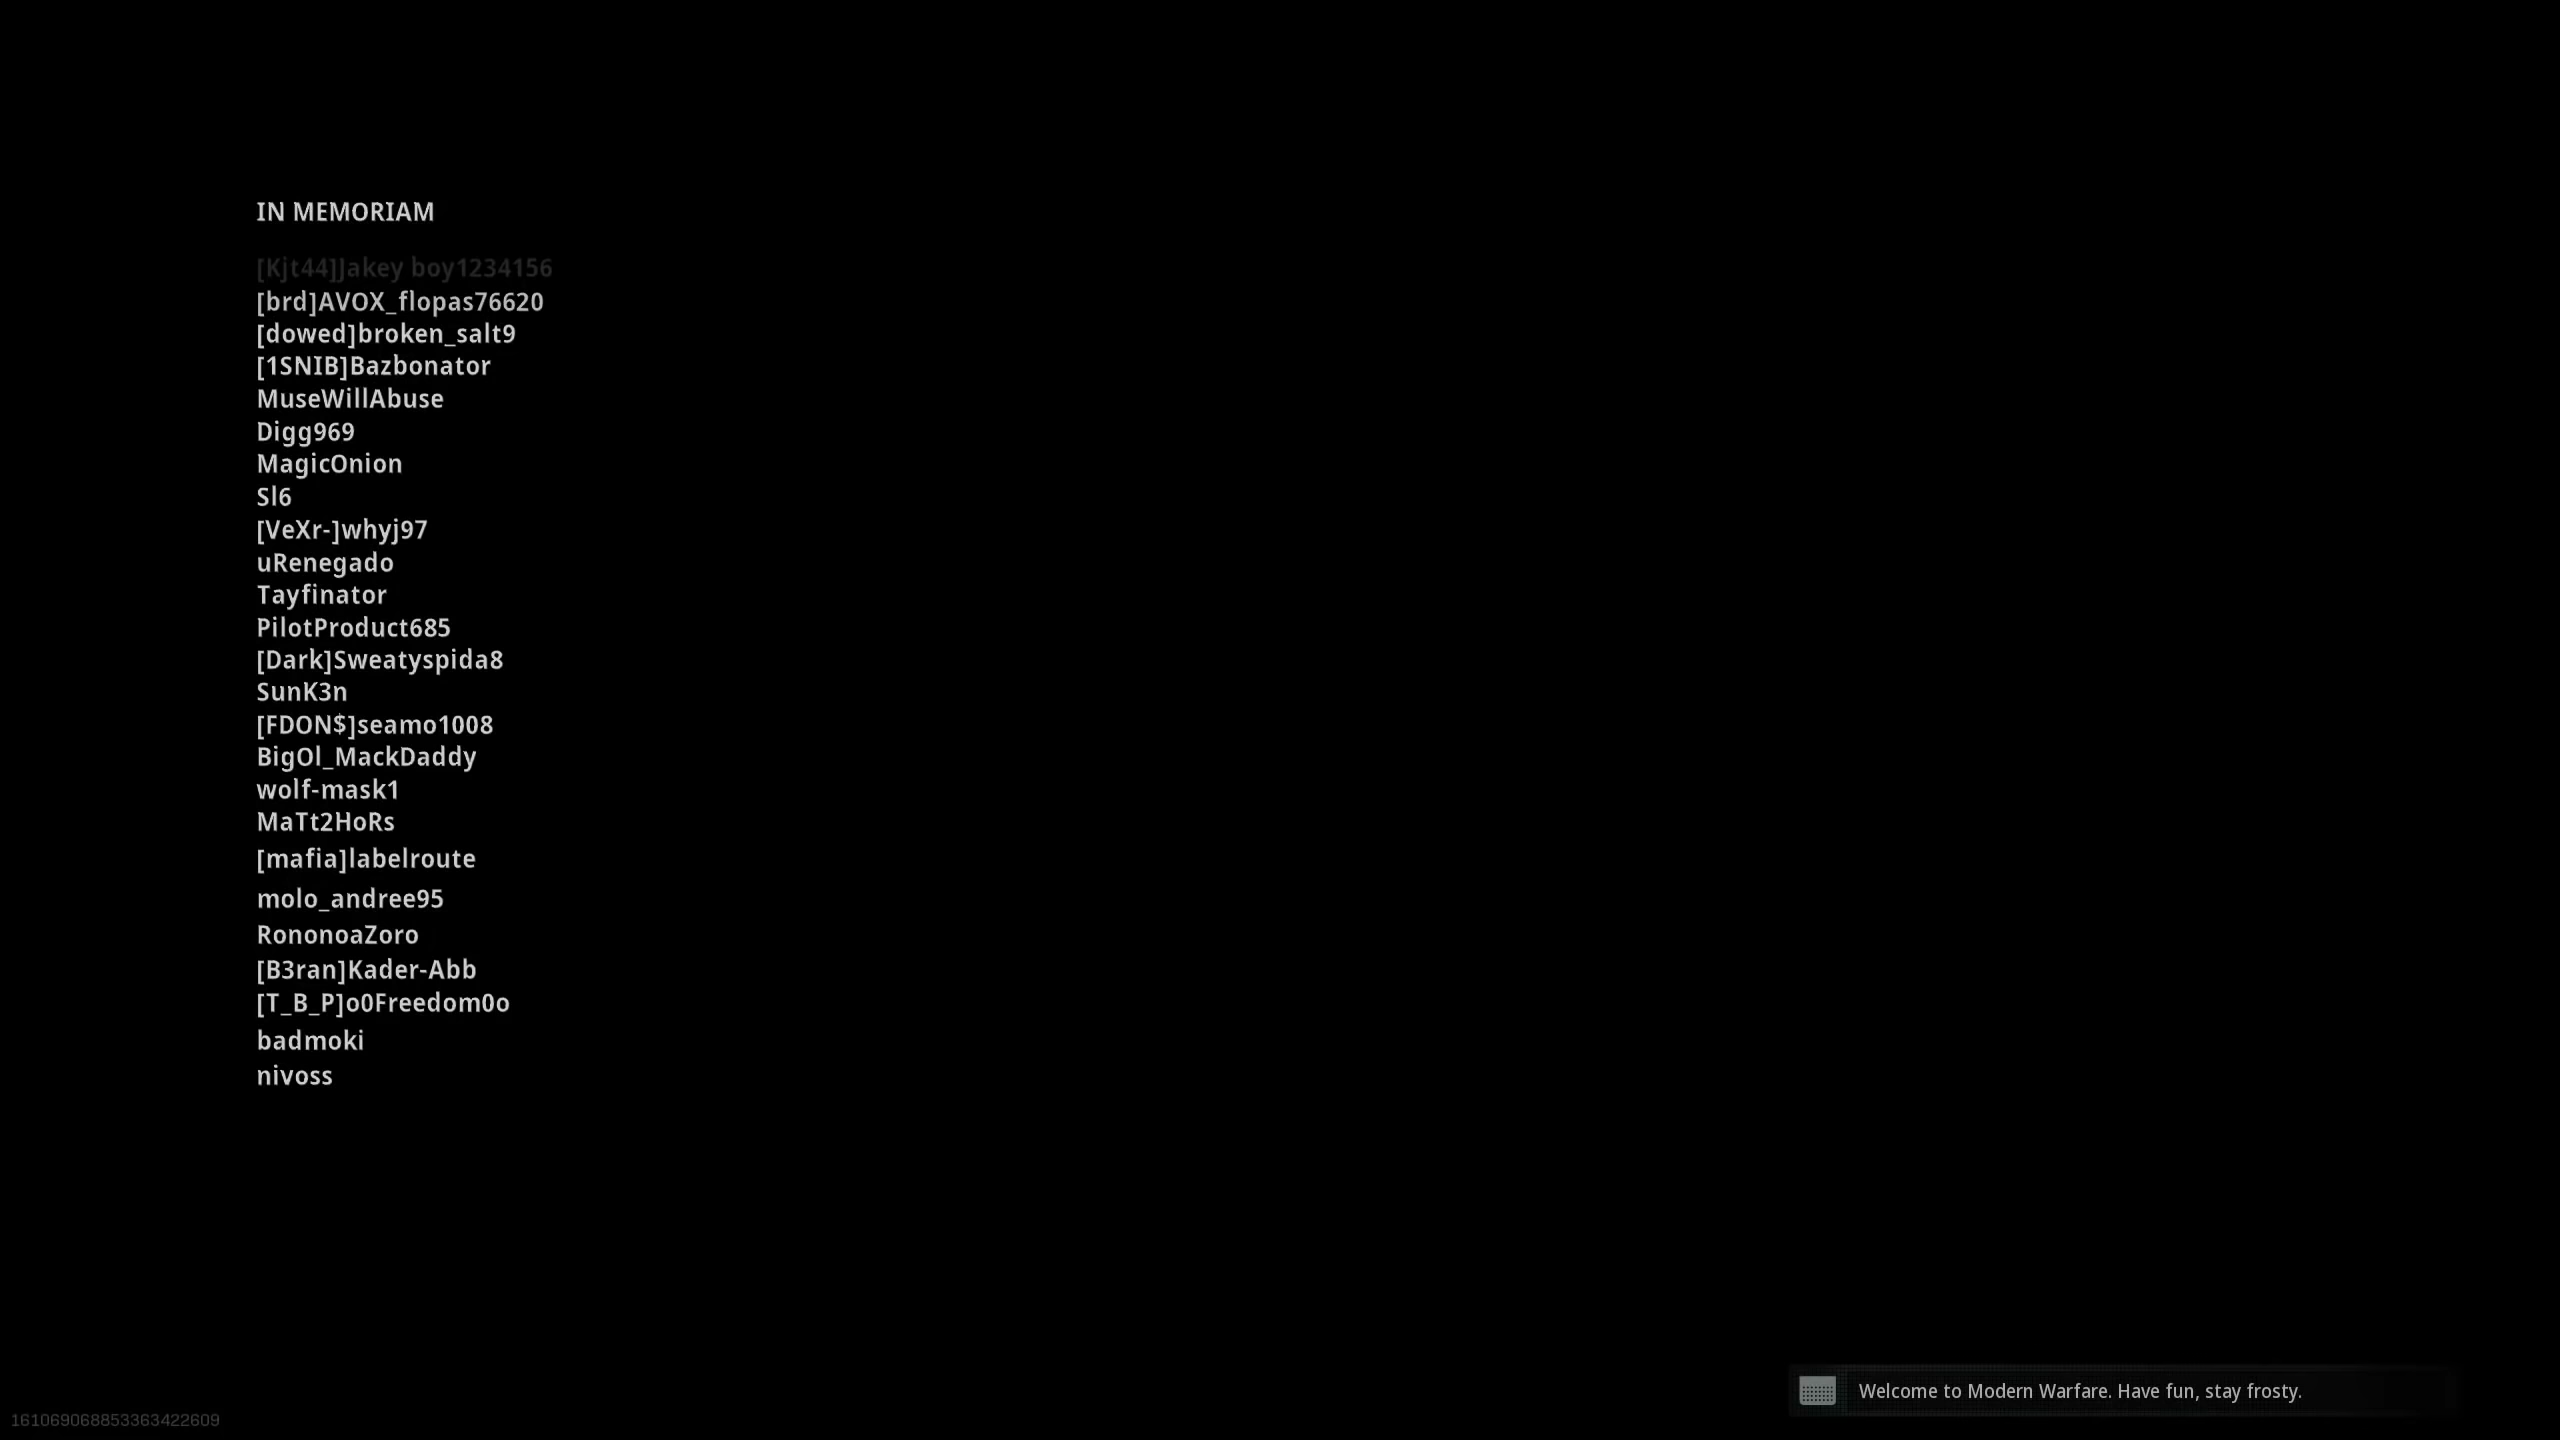 IN MEMORIAM
[Kjt44]Jakey boy1234156
[brd]AVOX_flopas76620
[dowed]broken_salt9
[1SNIB]Bazbonator
MuseWillAbuse
Digg969
MagicOnion
Sl6
[VeXr-]whyj97
uRenegado
Tayfinator
PilotProduct685
[Dark]Sweatyspida8
SunK3n
[FDON$]seamo1008
BigOl_MackDaddy
wolf-mask1
MaTt2HoRs
[mafia]labelroute
molo_andree95
RononoaZoro
[B3ran]Kader-Abb
[T_B_P]o0Freedom0o
badmoki
nivoss
Welcome to Modern Warfare. Have fun, stay frosty.
161069068853363422609